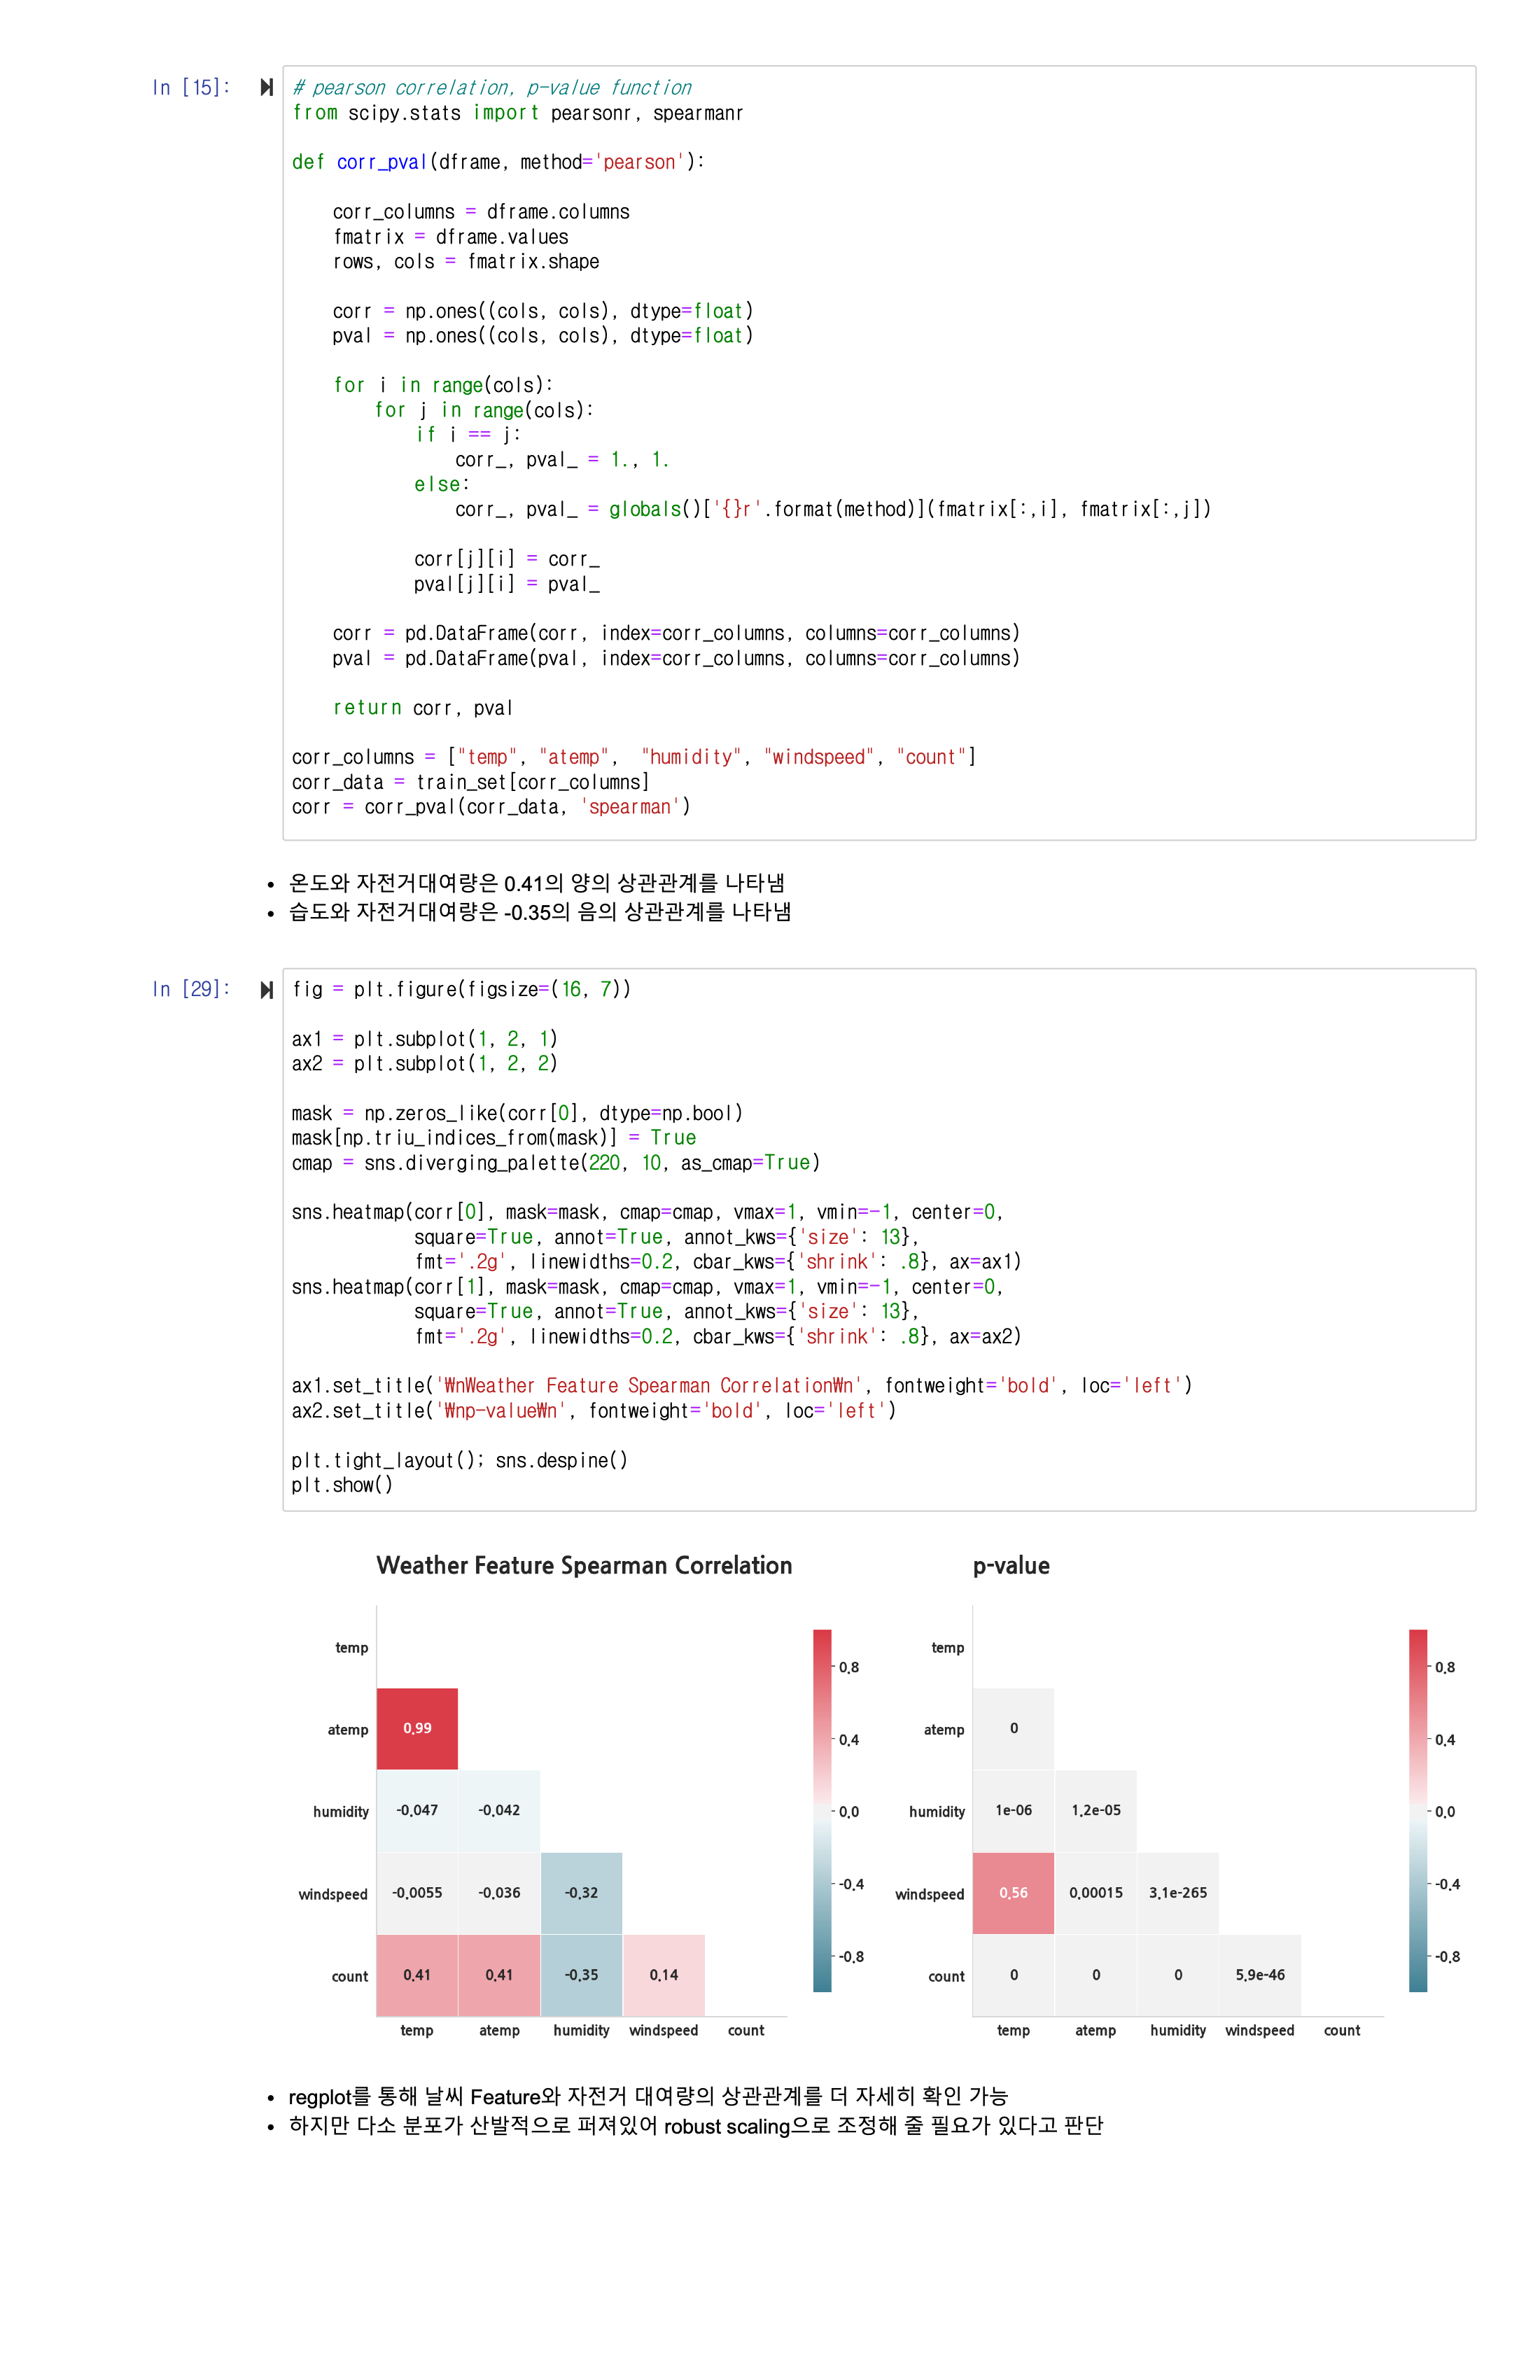 In [15]:
# pearson correlation, p-value function
from scipy.stats import pearsonr, spearmanr

def corr_pval(dframe, method='pearson'):

    corr_columns = dframe.columns
    fmatrix = dframe.values
    rows, cols = fmatrix.shape

    corr = np.ones((cols, cols), dtype=float)
    pval = np.ones((cols, cols), dtype=float)

    for i in range(cols):
        for j in range(cols):
            if i == j:
                corr_, pval_ = 1., 1.
            else:
                corr_, pval_ = globals()['{}r'.format(method)](fmatrix[:,i], fmatrix[:,j])

            corr[j][i] = corr_
            pval[j][i] = pval_

    corr = pd.DataFrame(corr, index=corr_columns, columns=corr_columns)
    pval = pd.DataFrame(pval, index=corr_columns, columns=corr_columns)

    return corr, pval

corr_columns = ["temp", "atemp",  "humidity", "windspeed", "count"]
corr_data = train_set[corr_columns]
corr = corr_pval(corr_data, 'spearman')

• 온도와 자전거대여량은 0.41의 양의 상관관계를 나타냄
• 습도와 자전거대여량은 -0.35의 음의 상관관계를 나타냄

In [29]:
fig = plt.figure(figsize=(16, 7))

ax1 = plt.subplot(1, 2, 1)
ax2 = plt.subplot(1, 2, 2)

mask = np.zeros_like(corr[0], dtype=np.bool)
mask[np.triu_indices_from(mask)] = True
cmap = sns.diverging_palette(220, 10, as_cmap=True)

sns.heatmap(corr[0], mask=mask, cmap=cmap, vmax=1, vmin=-1, center=0,
            square=True, annot=True, annot_kws={'size': 13},
            fmt='.2g', linewidths=0.2, cbar_kws={'shrink': .8}, ax=ax1)
sns.heatmap(corr[1], mask=mask, cmap=cmap, vmax=1, vmin=-1, center=0,
            square=True, annot=True, annot_kws={'size': 13},
            fmt='.2g', linewidths=0.2, cbar_kws={'shrink': .8}, ax=ax2)

ax1.set_title('₩nWeather Feature Spearman Correlation₩n', fontweight='bold', loc='left')
ax2.set_title('₩np-value₩n', fontweight='bold', loc='left')

plt.tight_layout(); sns.despine()
plt.show()

Weather Feature Spearman Correlation
temp
atemp 0.99
humidity -0.047 -0.042
windspeed -0.0055 -0.036 -0.32
count 0.41 0.41 -0.35 0.14
temp atemp humidity windspeed count
0.8
0.4
0.0
-0.4
-0.8
p-value
temp
atemp 0
humidity 1e-06 1.2e-05
windspeed 0.56 0.00015 3.1e-265
count 0 0 0 5.9e-46
temp atemp humidity windspeed count
0.8
0.4
0.0
-0.4
-0.8

• regplot를 통해 날씨 Feature와 자전거 대여량의 상관관계를 더 자세히 확인 가능
• 하지만 다소 분포가 산발적으로 퍼져있어 robust scaling으로 조정해 줄 필요가 있다고 판단